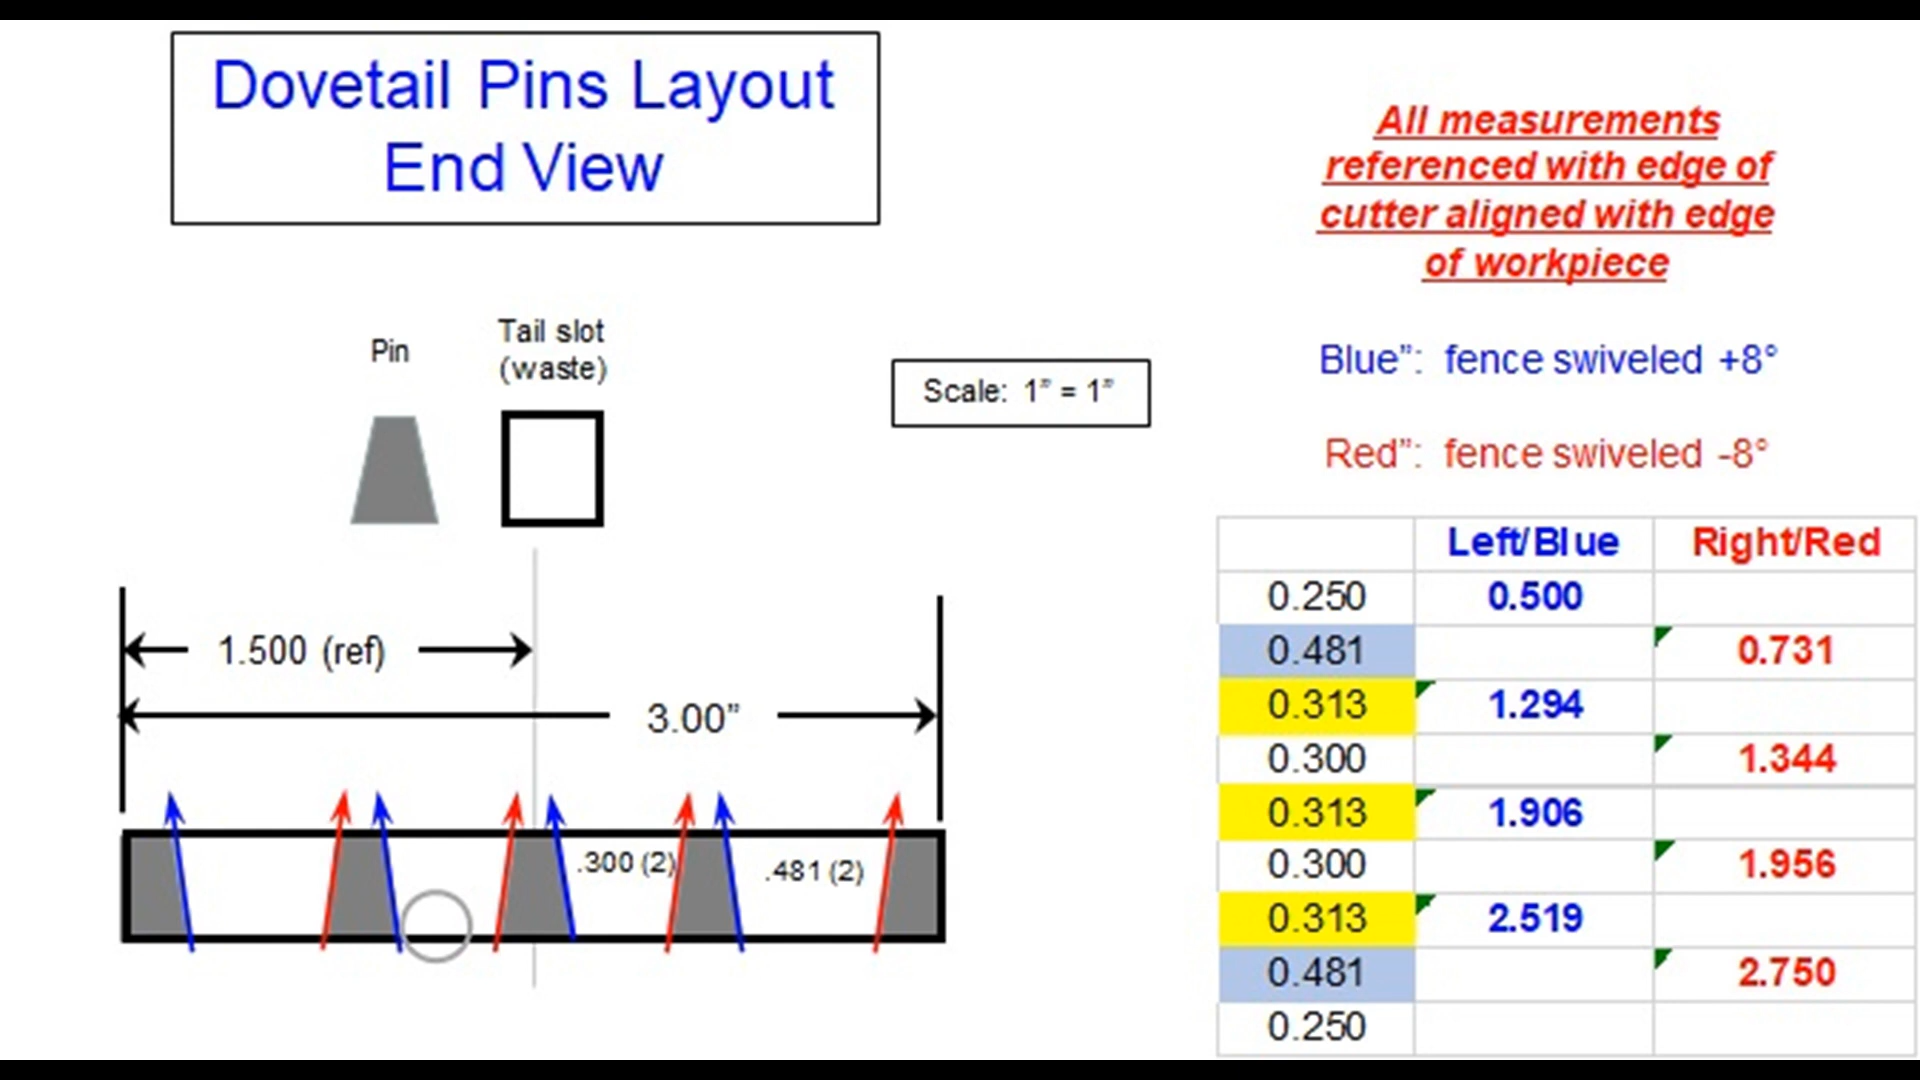 Dovetail Pins Layout
End View
All measurements
referenced with edge of
cutter aligned with edge
of workpiece
Pin
Tail slot
(waste)
Scale: 1” = 1”
Blue”: fence swiveled +8°
Red”: fence swiveled -8°
1.500 (ref)
3.00”
.300 (2)
.481 (2)
Left/Blue Right/Red
0.250 0.500
0.481 0.731
0.313 1.294
0.300 1.344
0.313 1.906
0.300 1.956
0.313 2.519
0.481 2.750
0.250